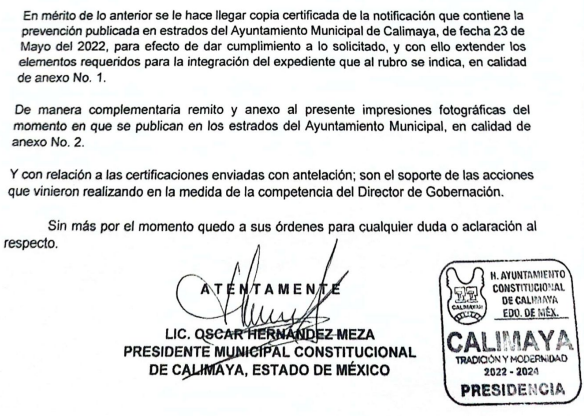 En mérito de lo anterior se le hace llegar copia certificada de la notificación que contiene la
prevención publicada en estrados del Ayuntamiento Municipal de Calimaya, de fecha 23 de
Mayo del 2022, para efecto de dar cumplimiento a lo solicitado, y con ello extender los
elementos requeridos para la integración del expediente que al rubro se indica, en calidad
de anexo No. 1.
De manera complementaria remito y anexo al presente impresiones fotográficas del
momento en que se publican en los estrados del Ayuntamiento Municipal, en calidad de
anexo No. 2.
Y con relación a las certificaciones enviadas con antelación; son el soporte de las acciones
que vinieron realizando en la medida de la competencia del Director de Gobernación.
Sin más por el momento quedo a sus órdenes para cualquier duda o aclaración al
respecto.
ATENTAMENTE
LIC. OSCAR HERNÁNDEZ MEZA
PRESIDENTE MUNICIPAL CONSTITUCIONAL
DE CALIMAYA, ESTADO DE MÉXICO
H. AYUNTAMIENTO
CONSTITUCIONAL
DE CALIMAYA
EDO. DE MÉX.
CALIMAYA
TRADICIÓN Y MODERNIDAD
2022 - 2024
PRESIDENCIA